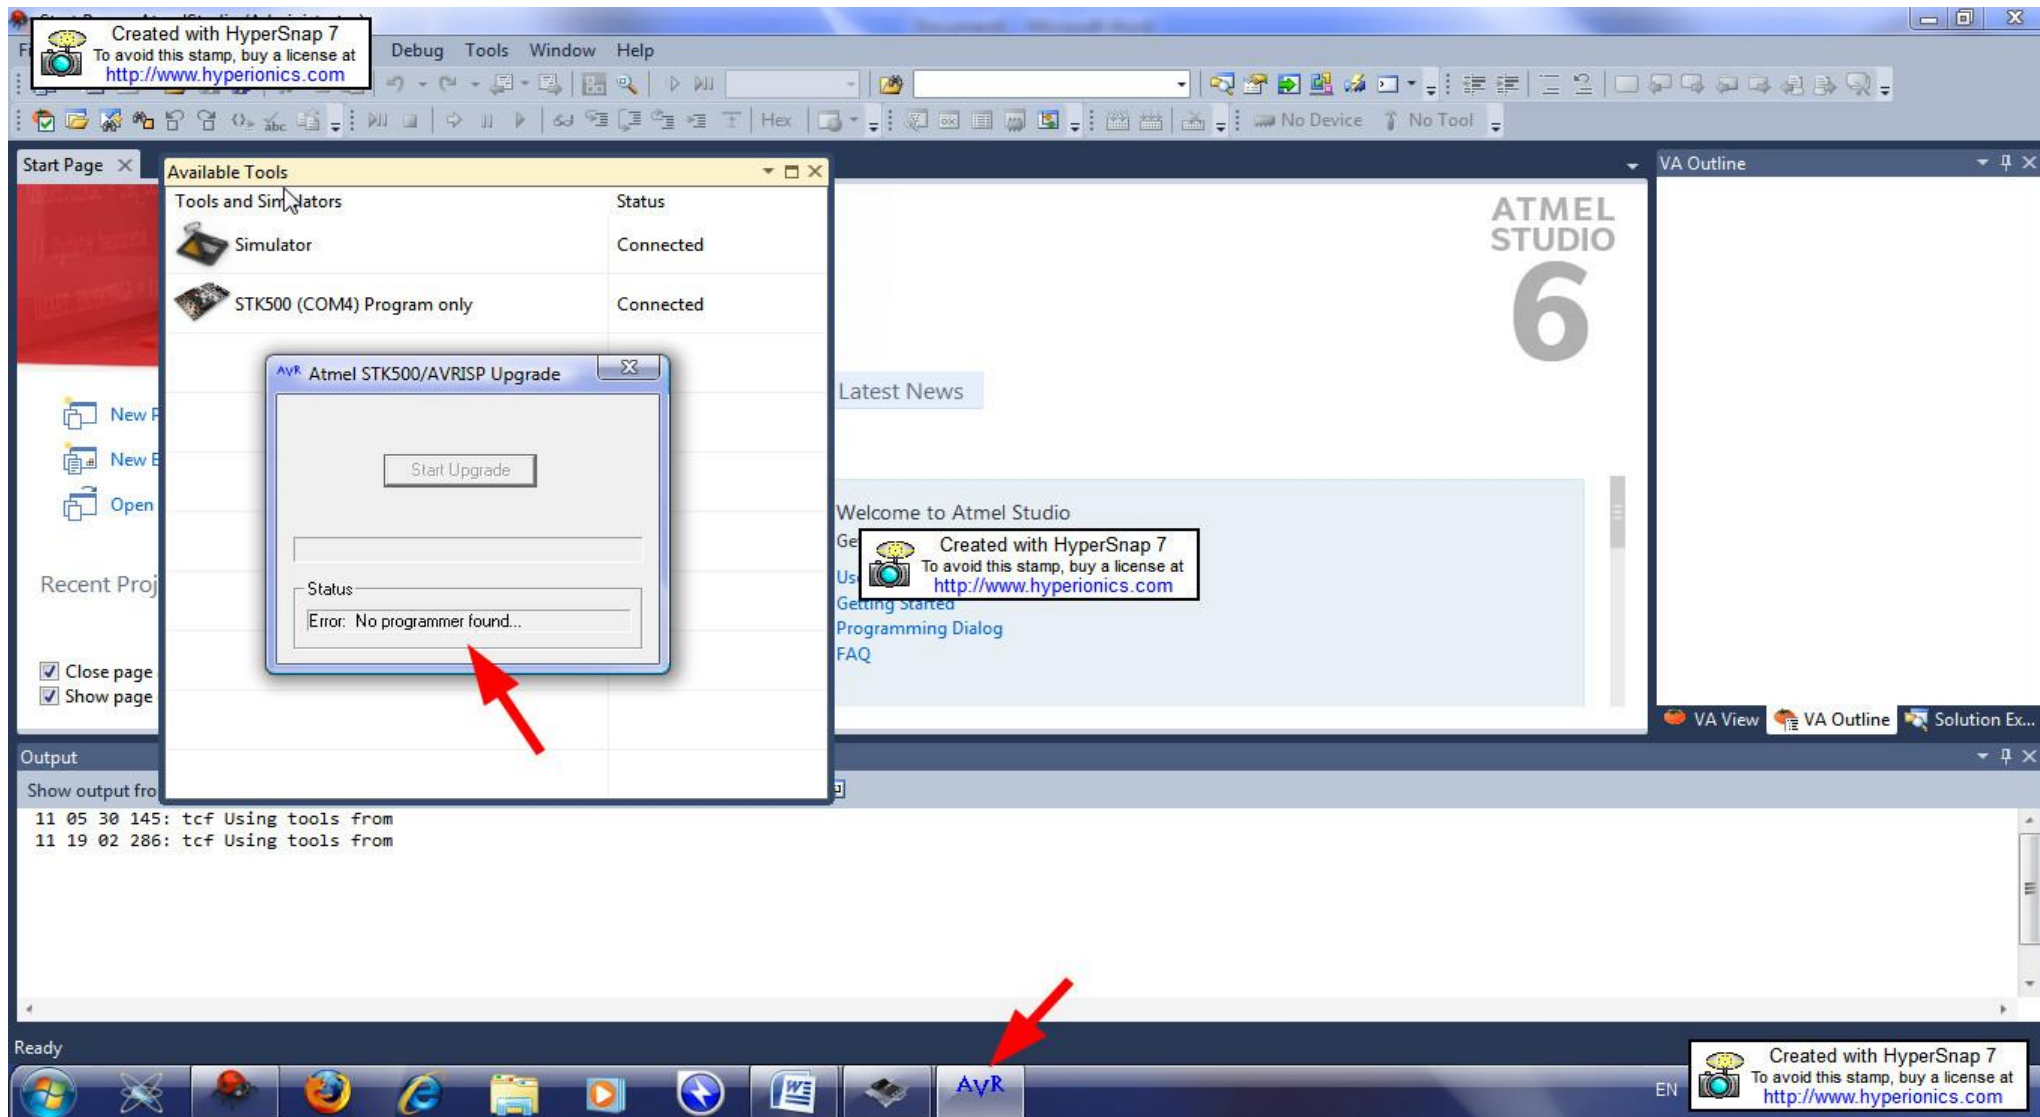 Created with HyperSnap 7
To avoid this stamp, buy a license at
http://www.hyperionics.com
Debug Tools Window Help
Hex
No Device
No Tool
Start Page
Available Tools
VA Outline
Tools and Simulators
Status
Simulator
Connected
STK500 (COM4) Program only
Connected
ATMEL
STUDIO
6
AVR Atmel STK500/AVRISP Upgrade
Start Upgrade
Status
Error: No programmer found...
New
New
Open
Recent Proj
Close page
Show page
Latest News
Welcome to Atmel Studio
Created with HyperSnap 7
To avoid this stamp, buy a license at
http://www.hyperionics.com
Getting Started
Programming Dialog
FAQ
VA View
VA Outline
Solution Ex...
Output
Show output fro
11 05 30 145: tcf Using tools from
11 19 02 286: tcf Using tools from
Ready
AVR
EN
Created with HyperSnap 7
To avoid this stamp, buy a license at
http://www.hyperionics.com